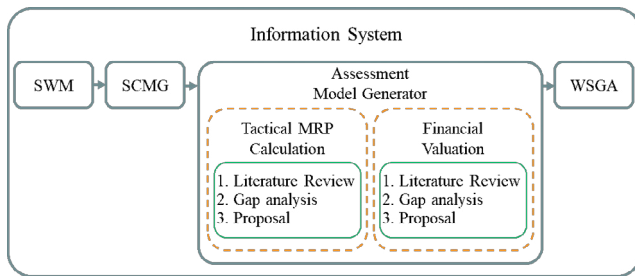 Information System
SWM
SCMG
Assessment
Model Generator
WSGA
Tactical MRP
Calculation
1. Literature Review
2. Gap analysis
3. Proposal
Financial
Valuation
1. Literature Review
2. Gap analysis
3. Proposal